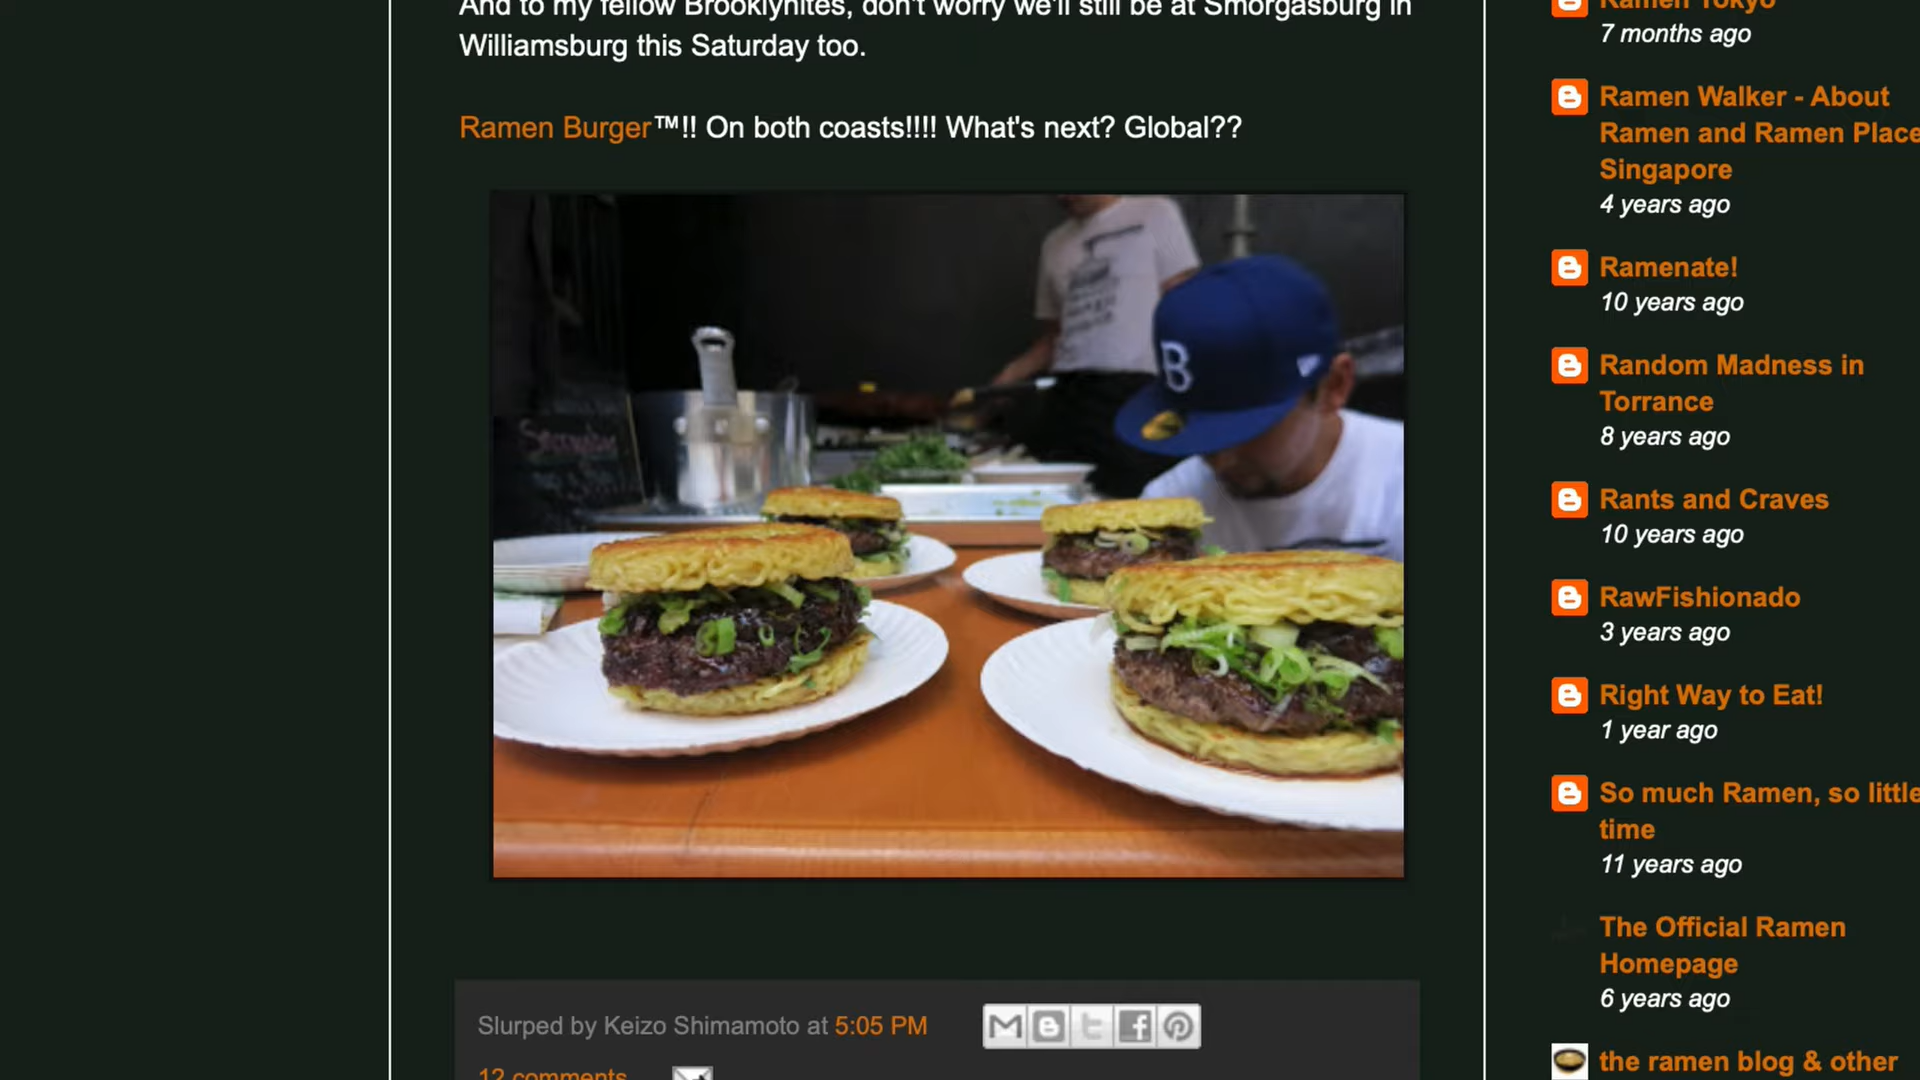 And to my fellow Brooklynites, don't worry we'll still be at Smorgasburg in
Williamsburg this Saturday too.
Ramen Burger™!! On both coasts!!!! What's next? Global??
B
Slurped by Keizo Shimamoto at 5:05 PM
12 comments
Ramen Tokyo
7 months ago
Ramen Walker - About
Ramen and Ramen Place
Singapore
4 years ago
Ramenate!
10 years ago
Random Madness in
Torrance
8 years ago
Rants and Craves
10 years ago
RawFishionado
3 years ago
Right Way to Eat!
1 year ago
So much Ramen, so little
time
11 years ago
The Official Ramen
Homepage
6 years ago
the ramen blog & other